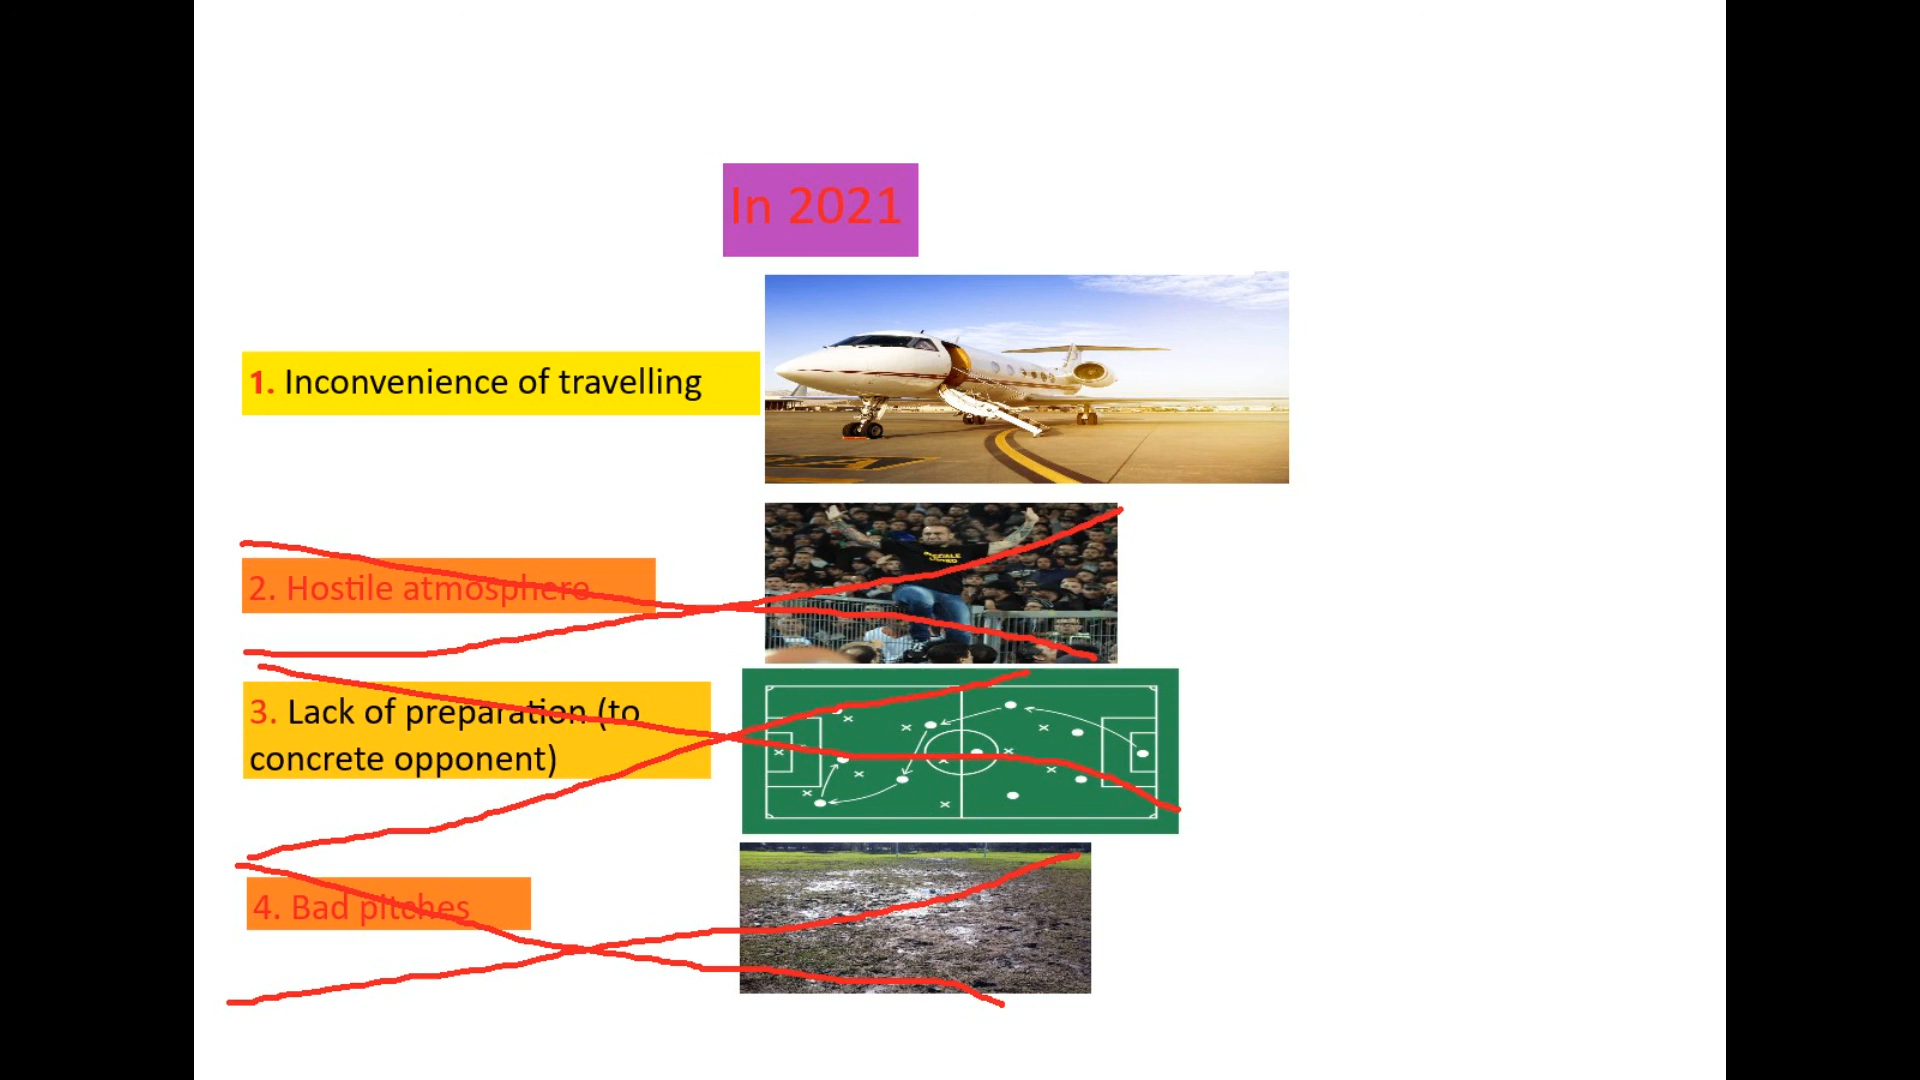 In 2021
1. Inconvenience of travelling
2. Hostile atmosphere
3. Lack of preparation (to
concrete opponent)
4. Bad pitches